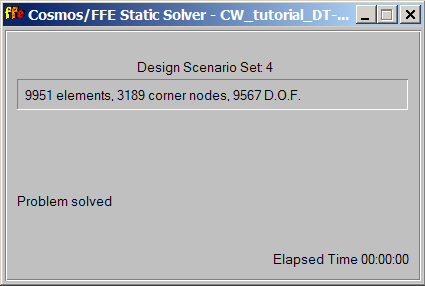 ffe Cosmos/FFE Static Solver - CW_tutorial_DT-...
Design Scenario Set: 4
9951 elements, 3189 corner nodes, 9567 D.O.F.
Problem solved
Elapsed Time 00:00:00